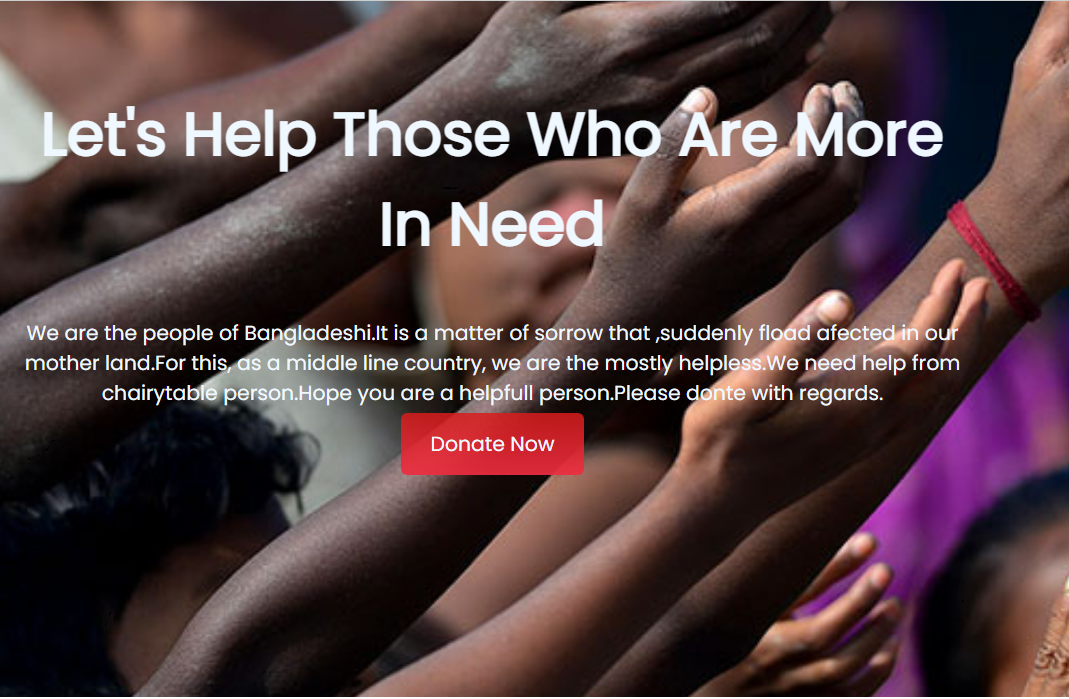 Let's Help Those Who Are More
In Need
We are the people of Bangladeshi.It is a matter of sorrow that ,suddenly fload afected in our
mother land.For this, as a middle line country, we are the mostly helpless.We need help from
chairytable person.Hope you are a helpfull person.Please donte with regards.
Donate Now